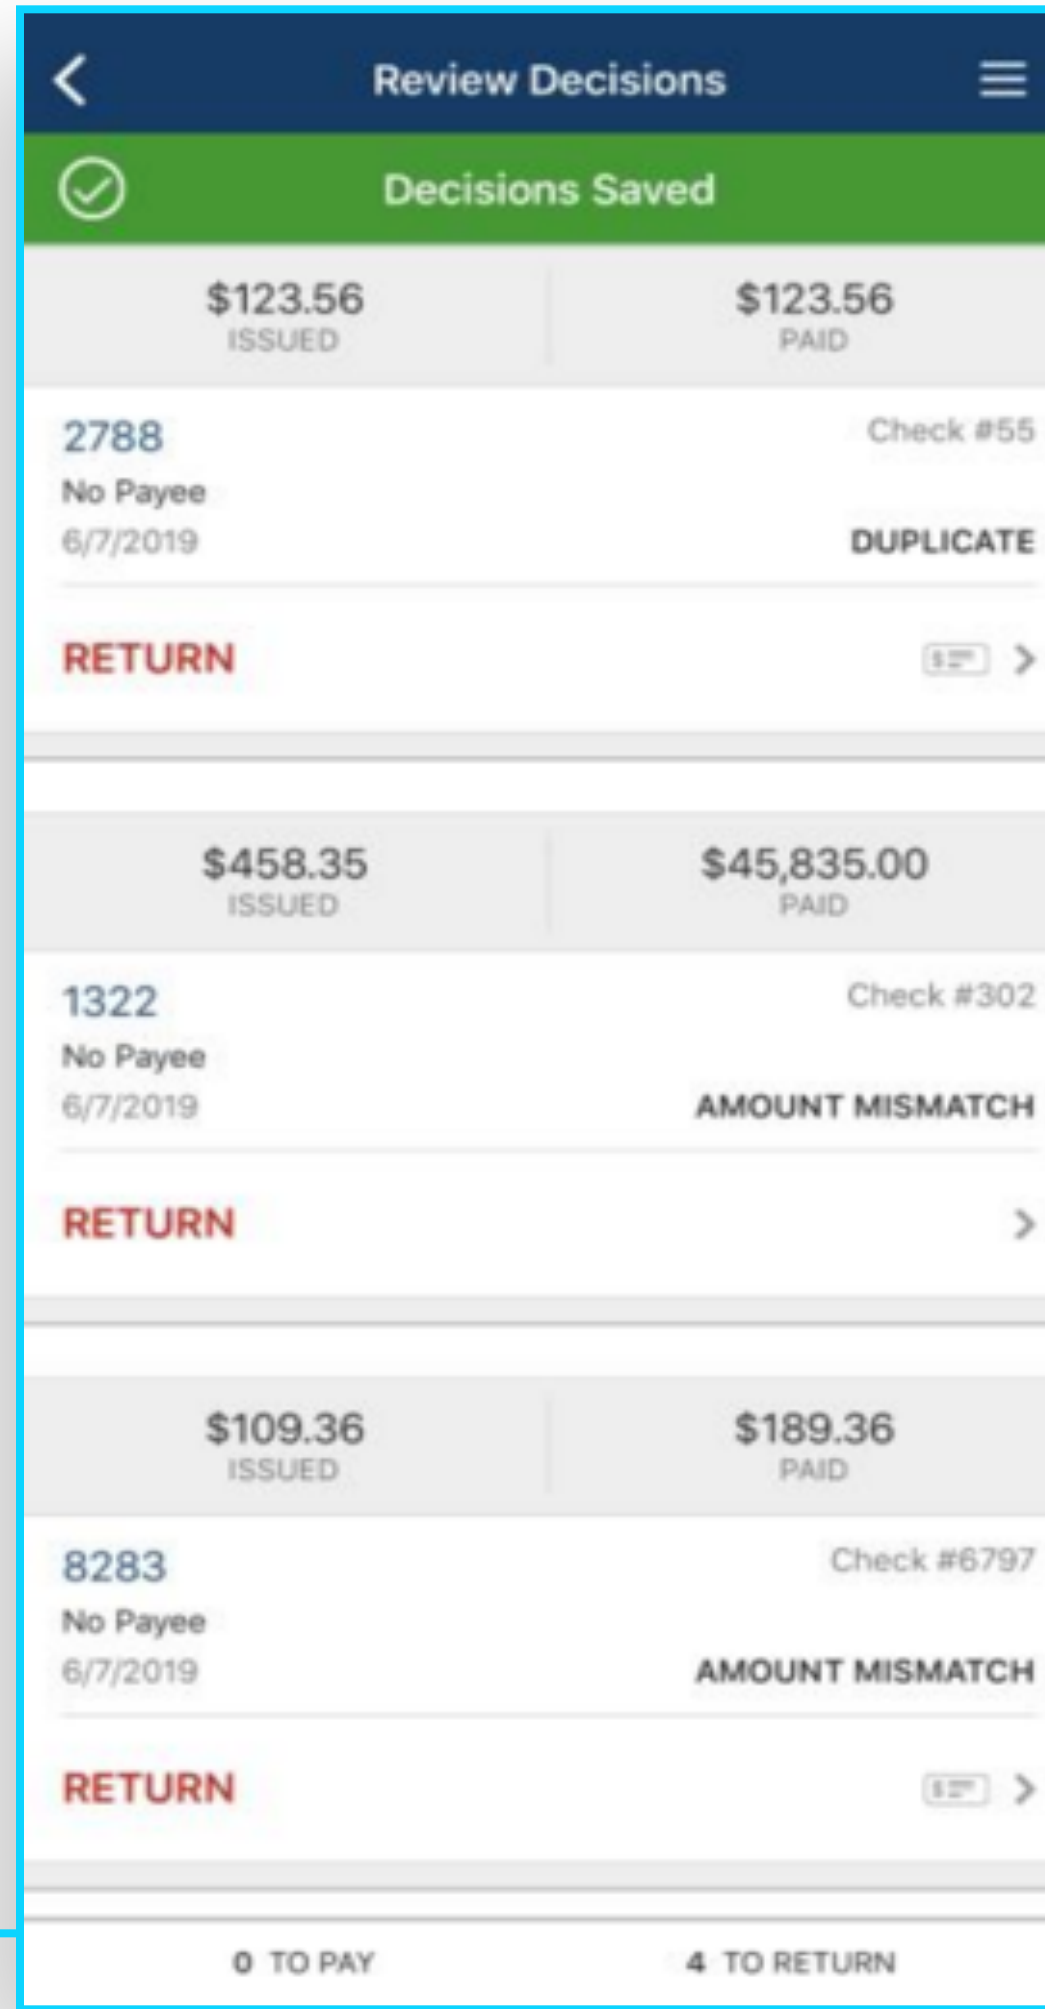 Review Decisions
Decisions Saved
$123.56 $123.56
ISSUED PAID
2788 Check #55
No Payee
6/7/2019 DUPLICATE
RETURN
$458.35 $45,835.00
ISSUED PAID
1322 Check #302
No Payee
6/7/2019 AMOUNT MISMATCH
RETURN
$109.36 $189.36
ISSUED PAID
8283 Check #6797
No Payee
6/7/2019 AMOUNT MISMATCH
RETURN
0 TO PAY 4 TO RETURN